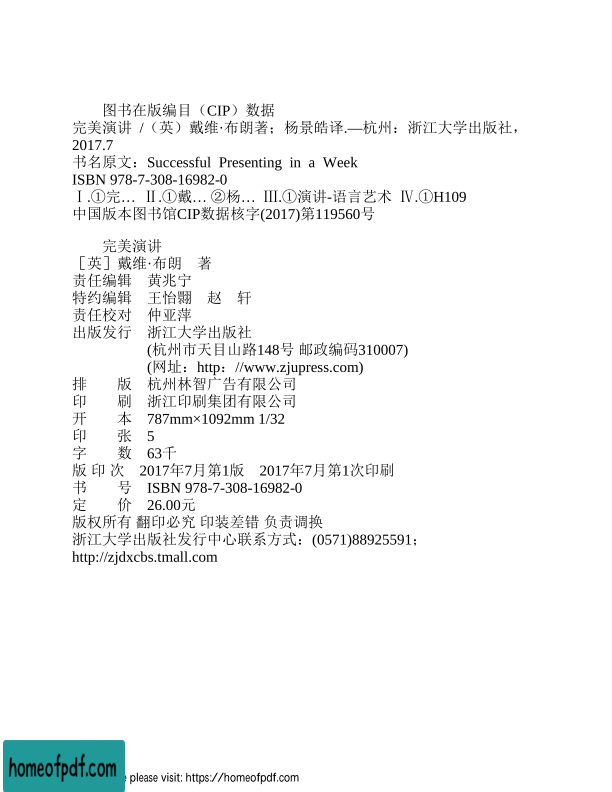 图书在版编目（CIP）数据
完美演讲 /（英）戴维·布朗著；杨景皓译.—杭州：浙江大学出版社，
2017.7
书名原文：Successful Presenting in a Week
ISBN 978-7-308-16982-0
Ⅰ.①完… Ⅱ.①戴… ②杨… Ⅲ.①演讲-语言艺术 Ⅳ.①H109
中国版本图书馆CIP数据核字(2017)第119560号
完美演讲
［英］戴维·布朗 著
责任编辑 黄兆宁
特约编辑 王怡翾 赵 轩
责任校对 仲亚萍
出版发行 浙江大学出版社
(杭州市天目山路148号 邮政编码310007)
(网址：http：//www.zjupress.com)
排 版 杭州林智广告有限公司
印 刷 浙江印刷集团有限公司
开 本 787mm×1092mm 1/32
印 张 5
字 数 63千
版 印 次 2017年7月第1版 2017年7月第1次印刷
书 号 ISBN 978-7-308-16982-0
定 价 26.00元
版权所有 翻印必究 印装差错 负责调换
浙江大学出版社发行中心联系方式：(0571)88925591；
http://zjdxcbs.tmall.com
homeofpdf.com
please visit: https://homeofpdf.com